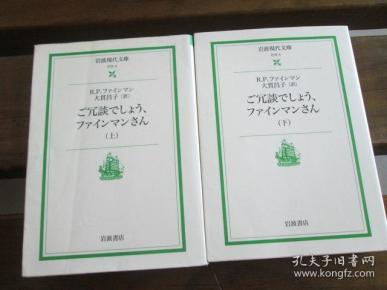 岩波現代文庫
R.P.ファインマン
大貫昌子〈訳〉
ご冗談でしょう、
ファインマンさん
(上)
岩波書店
岩波現代文庫
R.P.ファインマン
大貫昌子〈訳〉
ご冗談でしょう、
ファインマンさん
(下)
岩波書店
孔夫子旧书网
www.kongfz.com